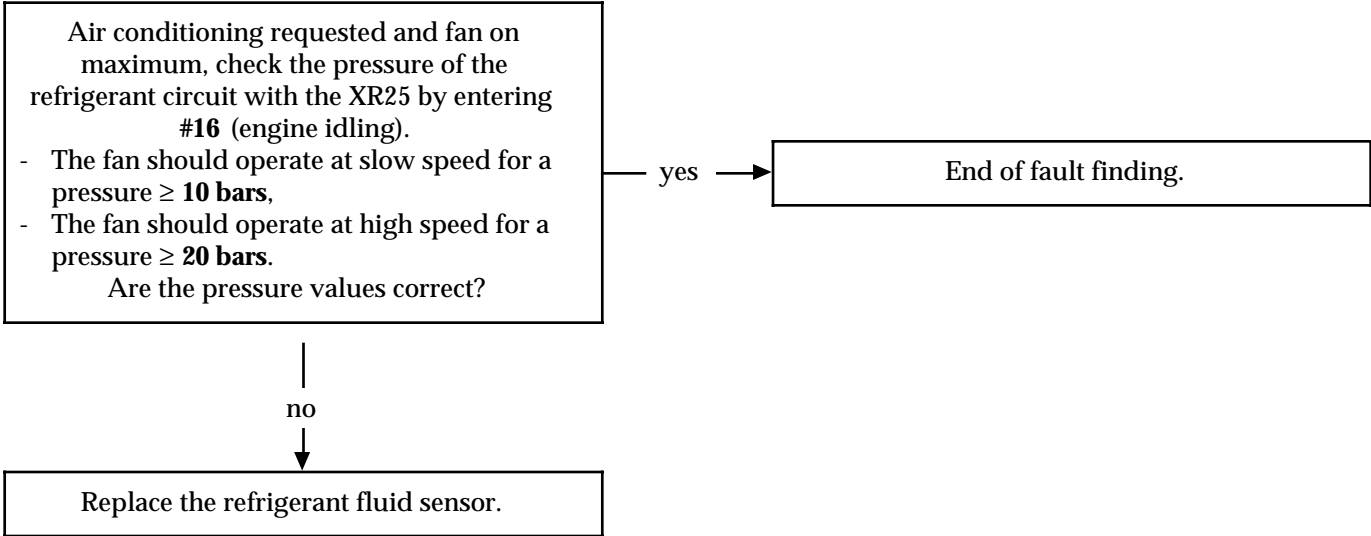 Air conditioning requested and fan on
maximum, check the pressure of the
refrigerant circuit with the XR25 by entering
#16 (engine idling).
- The fan should operate at slow speed for a
pressure ≥ 10 bars,
- The fan should operate at high speed for a
pressure ≥ 20 bars.
Are the pressure values correct?
yes
End of fault finding.
no
Replace the refrigerant fluid sensor.